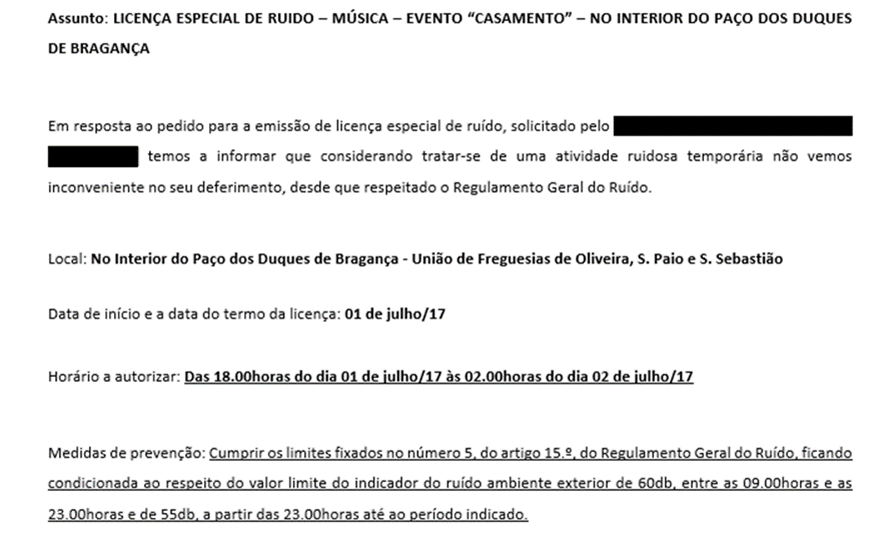 Assunto: LICENÇA ESPECIAL DE RUIDO – MÚSICA – EVENTO “CASAMENTO” – NO INTERIOR DO PAÇO DOS DUQUES
DE BRAGANÇA
Em resposta ao pedido para a emissão de licença especial de ruído, solicitado pelo
temos a informar que considerando tratar-se de uma atividade ruidosa temporária não vemos
inconveniente no seu deferimento, desde que respeitado o Regulamento Geral do Ruído.
Local: No Interior do Paço dos Duques de Bragança - União de Freguesias de Oliveira, S. Paio e S. Sebastião
Data de início e a data do termo da licença: 01 de julho/17
Horário a autorizar: Das 18.00horas do dia 01 de julho/17 às 02.00horas do dia 02 de julho/17
Medidas de prevenção: Cumprir os limites fixados no número 5, do artigo 15.º, do Regulamento Geral do Ruído, ficando
condicionada ao respeito do valor limite do indicador do ruído ambiente exterior de 60db, entre as 09.00horas e as
23.00horas e de 55db, a partir das 23.00horas até ao período indicado.